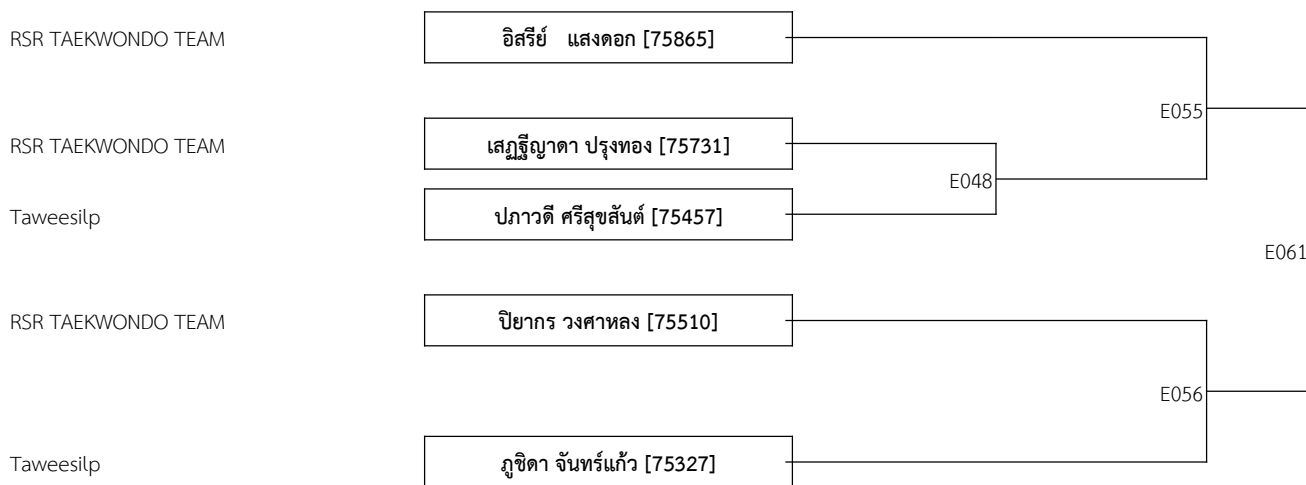 RSR TAEKWONDO TEAM
อิสรีย์ แสงดอก [75865]
E055
RSR TAEKWONDO TEAM
เสฏฐีญาดา ปรุงทอง [75731]
E048
Taweesilp
ปภาวดี ศรีสุขสันต์ [75457]
E061
RSR TAEKWONDO TEAM
ปิยากร วงศาหลง [75510]
E056
Taweesilp
ภูชิดา จันทร์แก้ว [75327]